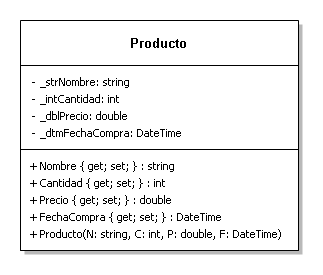 Producto
- _strNombre: string
- _intCantidad: int
- _dblPrecio: double
- _dtmFechaCompra: DateTime
+ Nombre { get; set; } : string
+ Cantidad { get; set; } : int
+ Precio { get; set; } : double
+ FechaCompra { get; set; } : DateTime
+ Producto(N: string, C: int, P: double, F: DateTime)